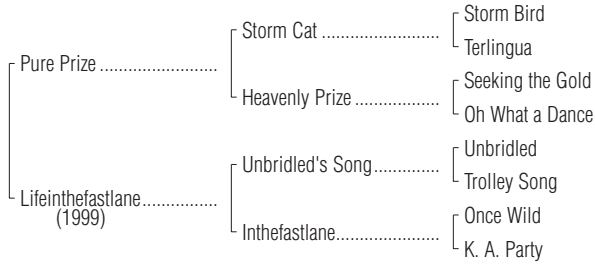 Storm Bird
Storm Cat ........................
Terlingua
Pure Prize ........................
Seeking the Gold
Heavenly Prize .................
Oh What a Dance
Unbridled
Unbridled's Song..............
Trolley Song
Lifeinthefastlane................
(1999)
Once Wild
Inthefastlane.....................
K. A. Party